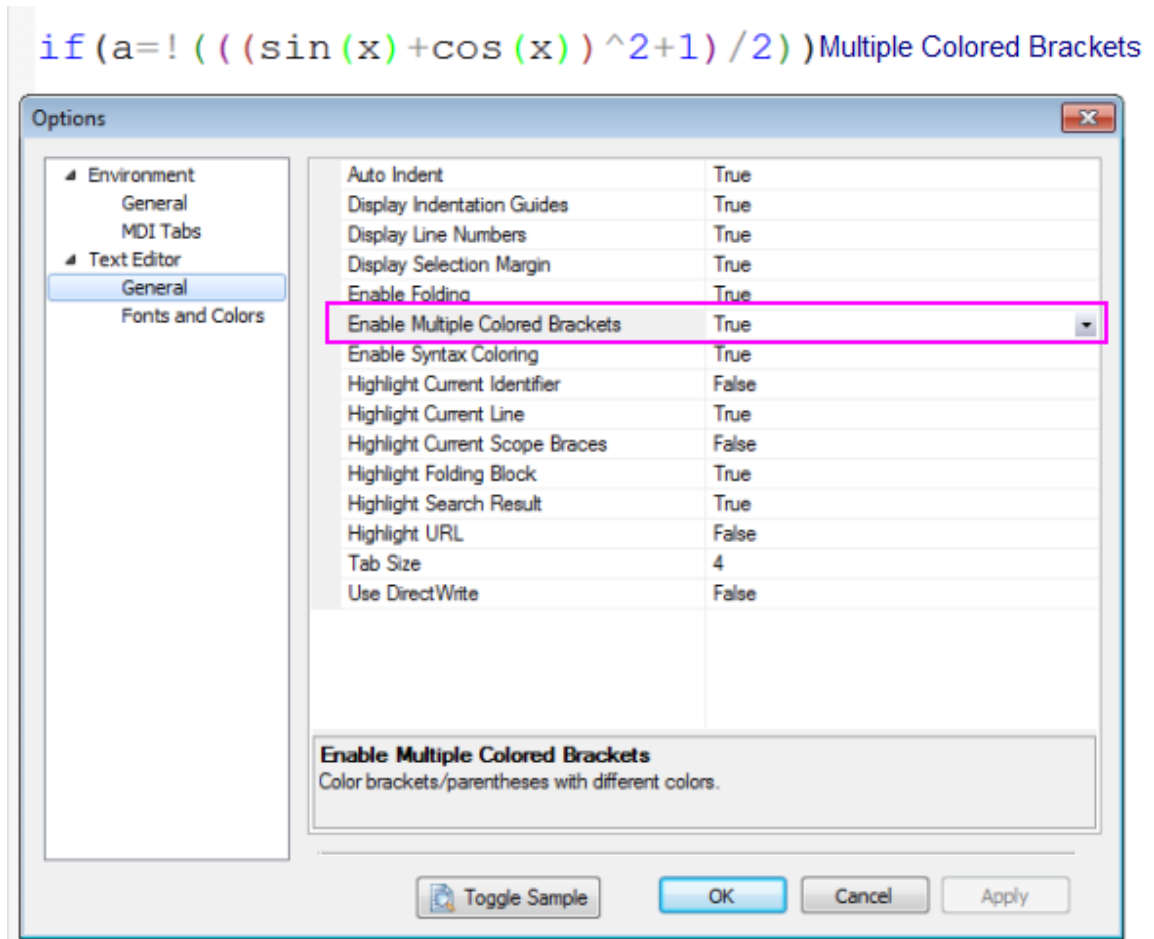 if(a=!(((sin(x)+cos(x))^2+1)/2))Multiple Colored Brackets
Options
Environment
General
MDI Tabs
Text Editor
General
Fonts and Colors
Auto Indent True
Display Indentation Guides True
Display Line Numbers True
Display Selection Margin True
Enable Folding True
Enable Multiple Colored Brackets True
Enable Syntax Coloring True
Highlight Current Identifier False
Highlight Current Line True
Highlight Current Scope Braces False
Highlight Folding Block True
Highlight Search Result True
Highlight URL False
Tab Size 4
Use DirectWrite False
Enable Multiple Colored Brackets
Color brackets/parentheses with different colors.
Toggle Sample OK Cancel Apply